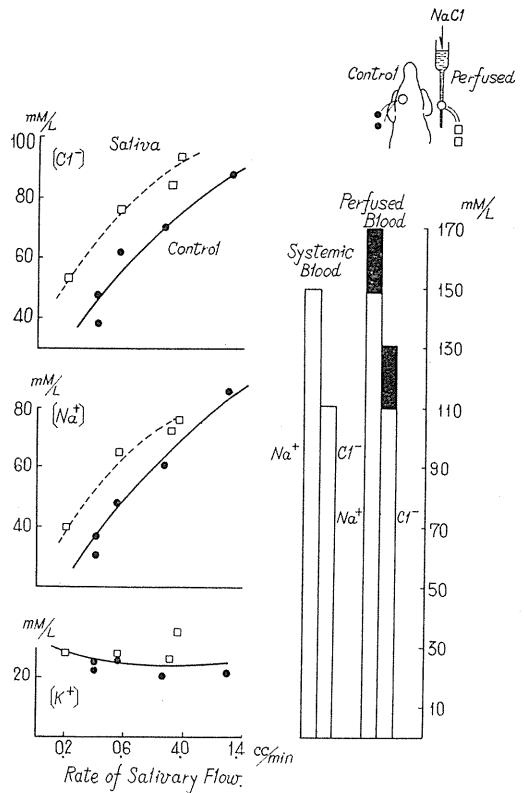 NaCl
Control
Perfused
mM/L
100
80
60
40
[Cl⁻]
Saliva
Control
mM/L
80
60
40
[Na⁺]
mM/L
20
[K⁺]
0.2
0.6
4.0
1.4
cc/min
Rate of Salivary Flow.
Systemic
Blood
Perfused
Blood
mM/L
170
150
130
110
90
70
50
30
10
Na⁺
Cl⁻
Na⁺
Cl⁻